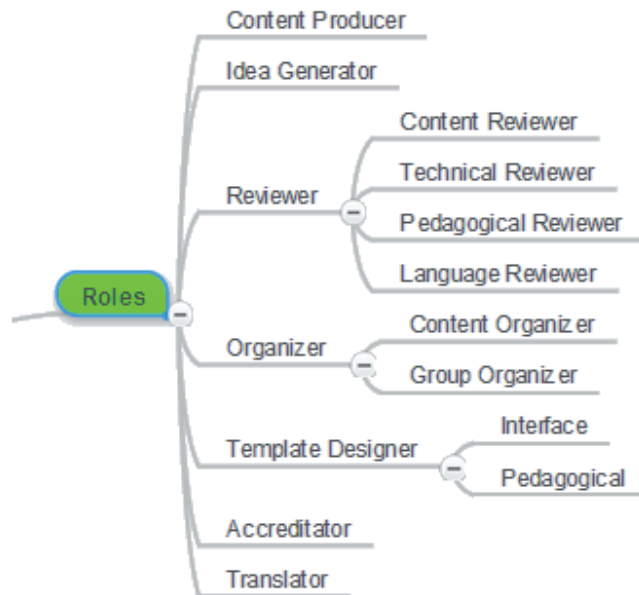 Content Producer
Idea Generator
Content Reviewer
Technical Reviewer
Reviewer
Pedagogical Reviewer
Language Reviewer
Roles
Content Organizer
Organizer
Group Organizer
Interface
Template Designer
Pedagogical
Accreditator
Translator